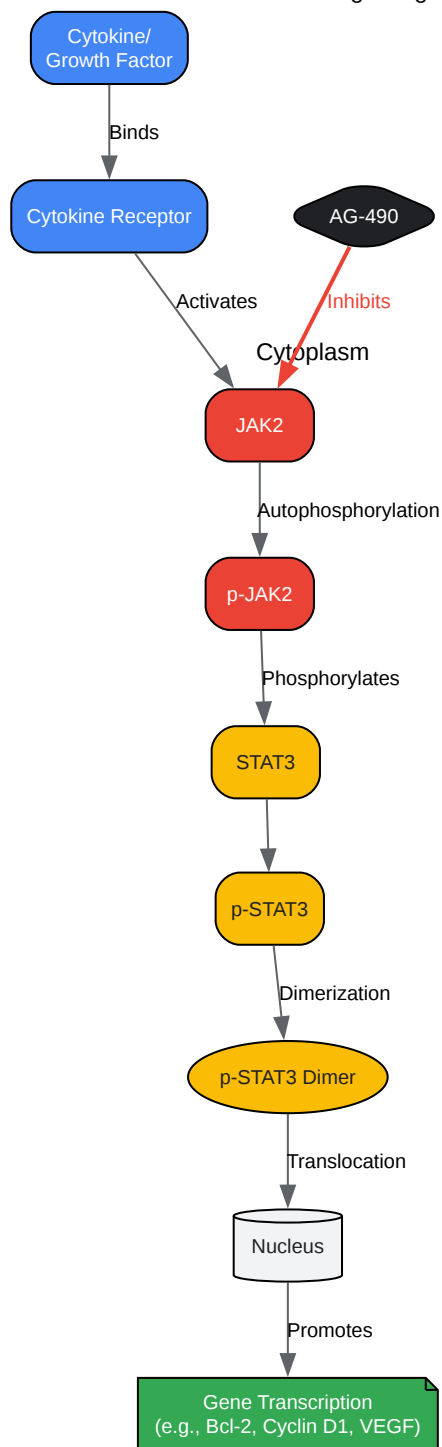 Cytokine/
Growth Factor
Binds
Cytokine Receptor
AG-490
Activates
Inhibits
Cytoplasm
JAK2
Autophosphorylation
p-JAK2
Phosphorylates
STAT3
p-STAT3
Dimerization
p-STAT3 Dimer
Translocation
Nucleus
Promotes
Gene Transcription
(e.g., Bcl-2, Cyclin D1, VEGF)